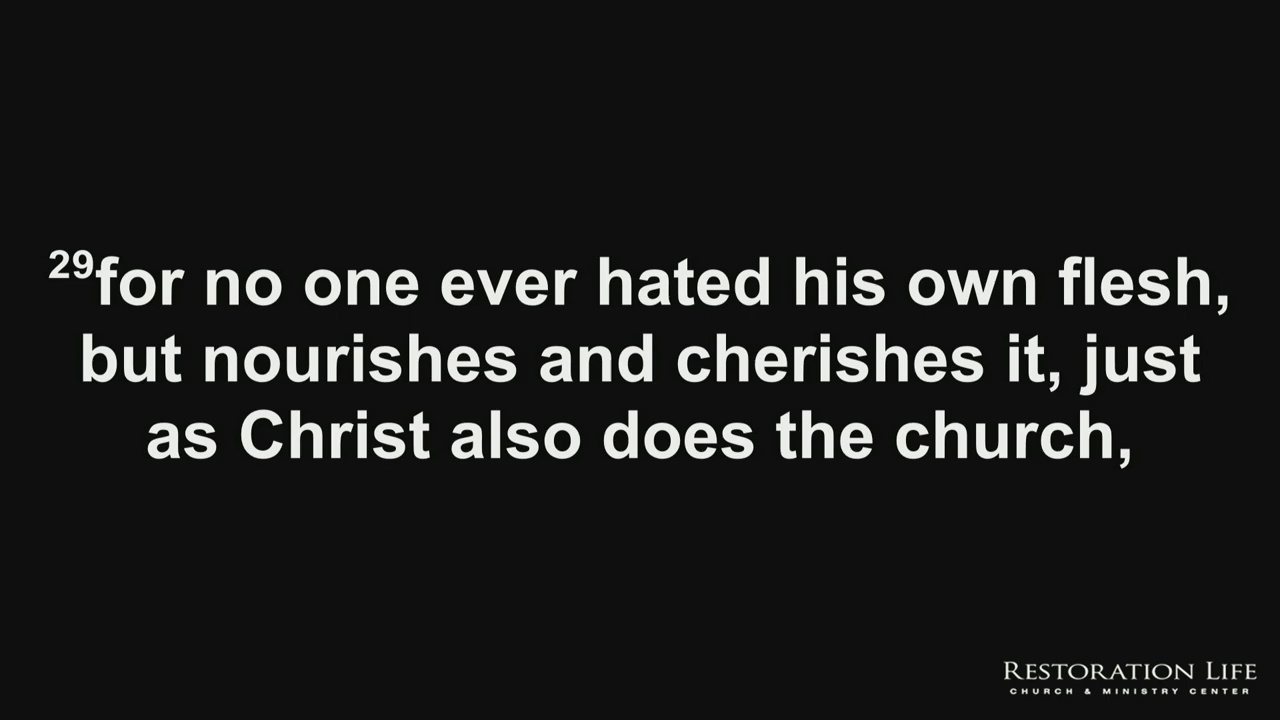 29for no one ever hated his own flesh,
but nourishes and cherishes it, just
as Christ also does the church,
RESTORATION LIFE
CHURCH & MINISTRY CENTER